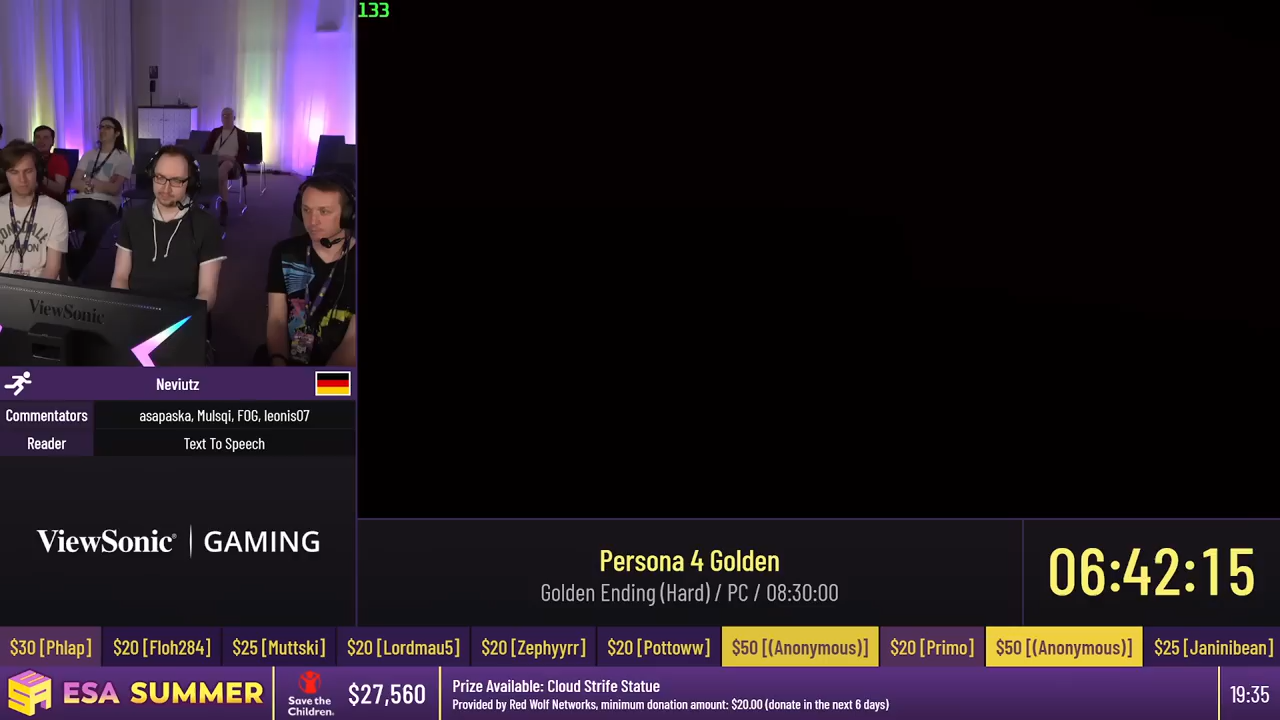 133
ONSDALE
LONDON
ViewSonic
Neviutz
Commentators
asapaska, Mulsqi, FOG, leonis07
Reader
Text To Speech
ViewSonic® | GAMING
Persona 4 Golden
Golden Ending (Hard) / PC / 08:30:00
06:42:15
$30 [Phlap]
$20 [Floh284]
$25 [Muttski]
$20 [Lordmau5]
$20 [Zephyyrr]
$20 [Pottoww]
$50 [(Anonymous)]
$20 [Primo]
$50 [(Anonymous)]
$25 [Janinibean]
ESA SUMMER
Save the
Children.
$27,560
Prize Available: Cloud Strife Statue
Provided by Red Wolf Networks, minimum donation amount: $20.00 (donate in the next 6 days)
19:35